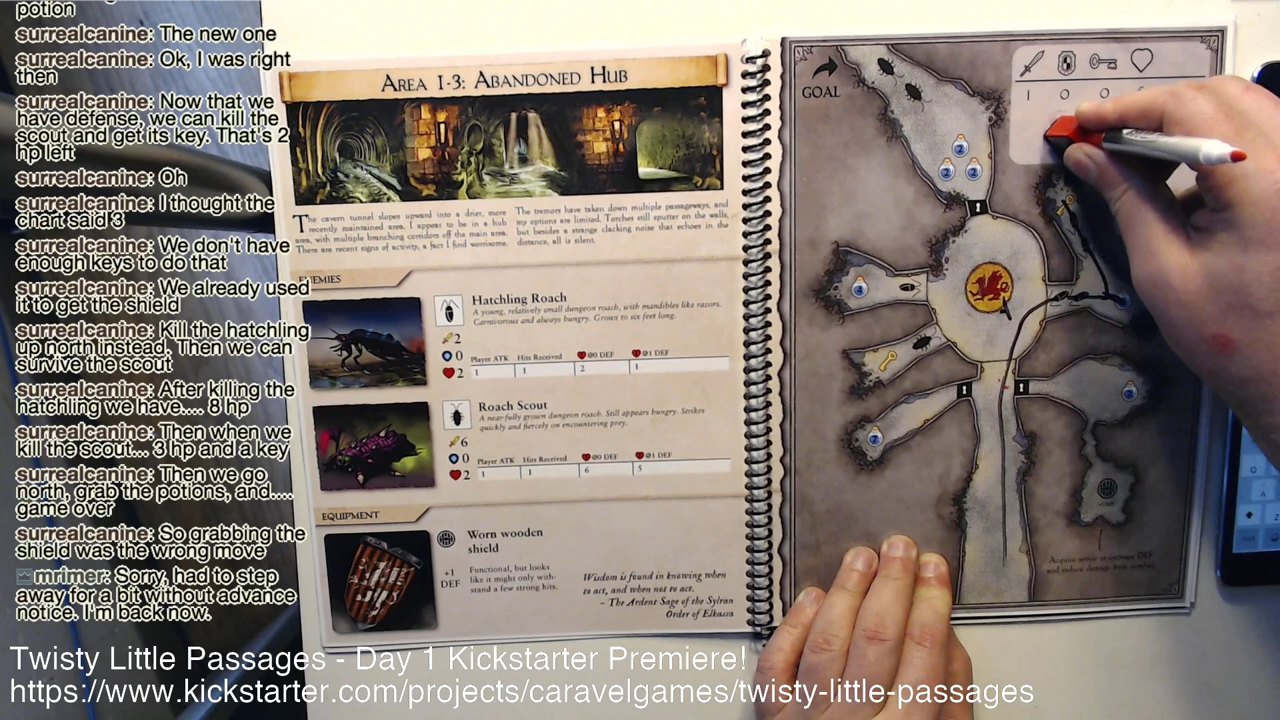 potion
surrealcanine: The new one
surrealcanine: Ok, I was right
then
surrealcanine: Now that we
have defense, we can kill the
scout and get its key. That's 2
hp left
surrealcanine: Oh
surrealcanine: I thought the
chart said 3
surrealcanine: We don't have
enough keys to do that
surrealcanine: We already used
it to get the shield
surrealcanine: Kill the hatchling
up north instead. Then we can
survive the scout
surrealcanine: After killing the
hatchling we have.... 8 hp
surrealcanine: Then when we
kill the scout... 3 hp and a key
surrealcanine: Then we go
north, grab the potions, and....
game over
surrealcanine: So grabbing the
shield was the wrong move
mrimer: Sorry, had to step
away for a bit without advance
notice. I'm back now.
AREA 1-3: ABANDONED HUB
The cavern tunnel slopes upward into a drier, more
recently maintained area. I appear to be in a hub
area, with multiple branching corridors off the main area.
There are recent signs of activity, a fact I find worrisome.
The tremors have taken down multiple passageways, and
my options are limited. Torches still sputter on the walls,
but besides a strange clacking noise that echoes in the
distance, all is silent.
ENEMIES
Hatchling Roach
A young, relatively small dungeon roach, with mandibles like razors.
Carnivorous and always hungry. Grows to six feet long.
2
0
2
Player ATK Hits Received @0 DEF @1 DEF
1 1 2 1
Roach Scout
A near-fully grown dungeon roach. Still appears hungry. Strikes
quickly and fiercely on encountering prey.
6
0
2
Player ATK Hits Received @0 DEF @1 DEF
1 1 6 5
EQUIPMENT
Worn wooden
shield
+1
DEF
Functional, but looks
like it might only with-
stand a few strong hits.
Wisdom is found in knowing when
to act, and when not to act.
~ The Ardent Sage of the Sylran
Order of Elkassa
GOAL
1 0 0
2
2 2
4
2
2
Acquire armor to increase DEF
and reduce damage from combat.
Twisty Little Passages - Day 1 Kickstarter Premiere!
https://www.kickstarter.com/projects/caravelgames/twisty-little-passages